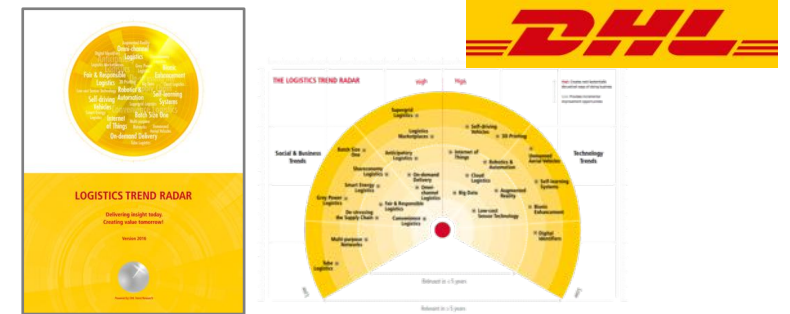 DHL
Omni-channel
Logistics
Bionic
Enhancement
Fair & Responsible
Logistics
3D Printing
Robotics &
Automation
Self-learning
Systems
Self-driving
Vehicles
Batch Size One
Internet
of Things
On-demand Delivery
LOGISTICS TREND RADAR
Delivering insight today.
Creating value tomorrow!
Version 2016
THE LOGISTICS TREND RADAR
High
High
Social & Business
Trends
Technology
Trends
Supergrid
Logistics
Logistics
Marketplaces
Batch Size
One
Anticipatory
Logistics
Shareconomy
Logistics
On-demand
Delivery
Smart Energy
Logistics
Omni-
channel
Logistics
Grey Power
Logistics
Fair & Responsible
Logistics
De-stressing
the Supply Chain
Convenience
Logistics
Multi-purpose
Networks
Tube
Logistics
Self-driving
Vehicles
3D Printing
Internet of
Things
Robotics &
Automation
Unmanned
Aerial Vehicles
Cloud
Logistics
Self-learning
Systems
Big Data
Augmented
Reality
Low-cost
Sensor Technology
Bionic
Enhancement
Digital
Identifiers
Relevant in <5 years
Relevant in >5 years
Low
Low